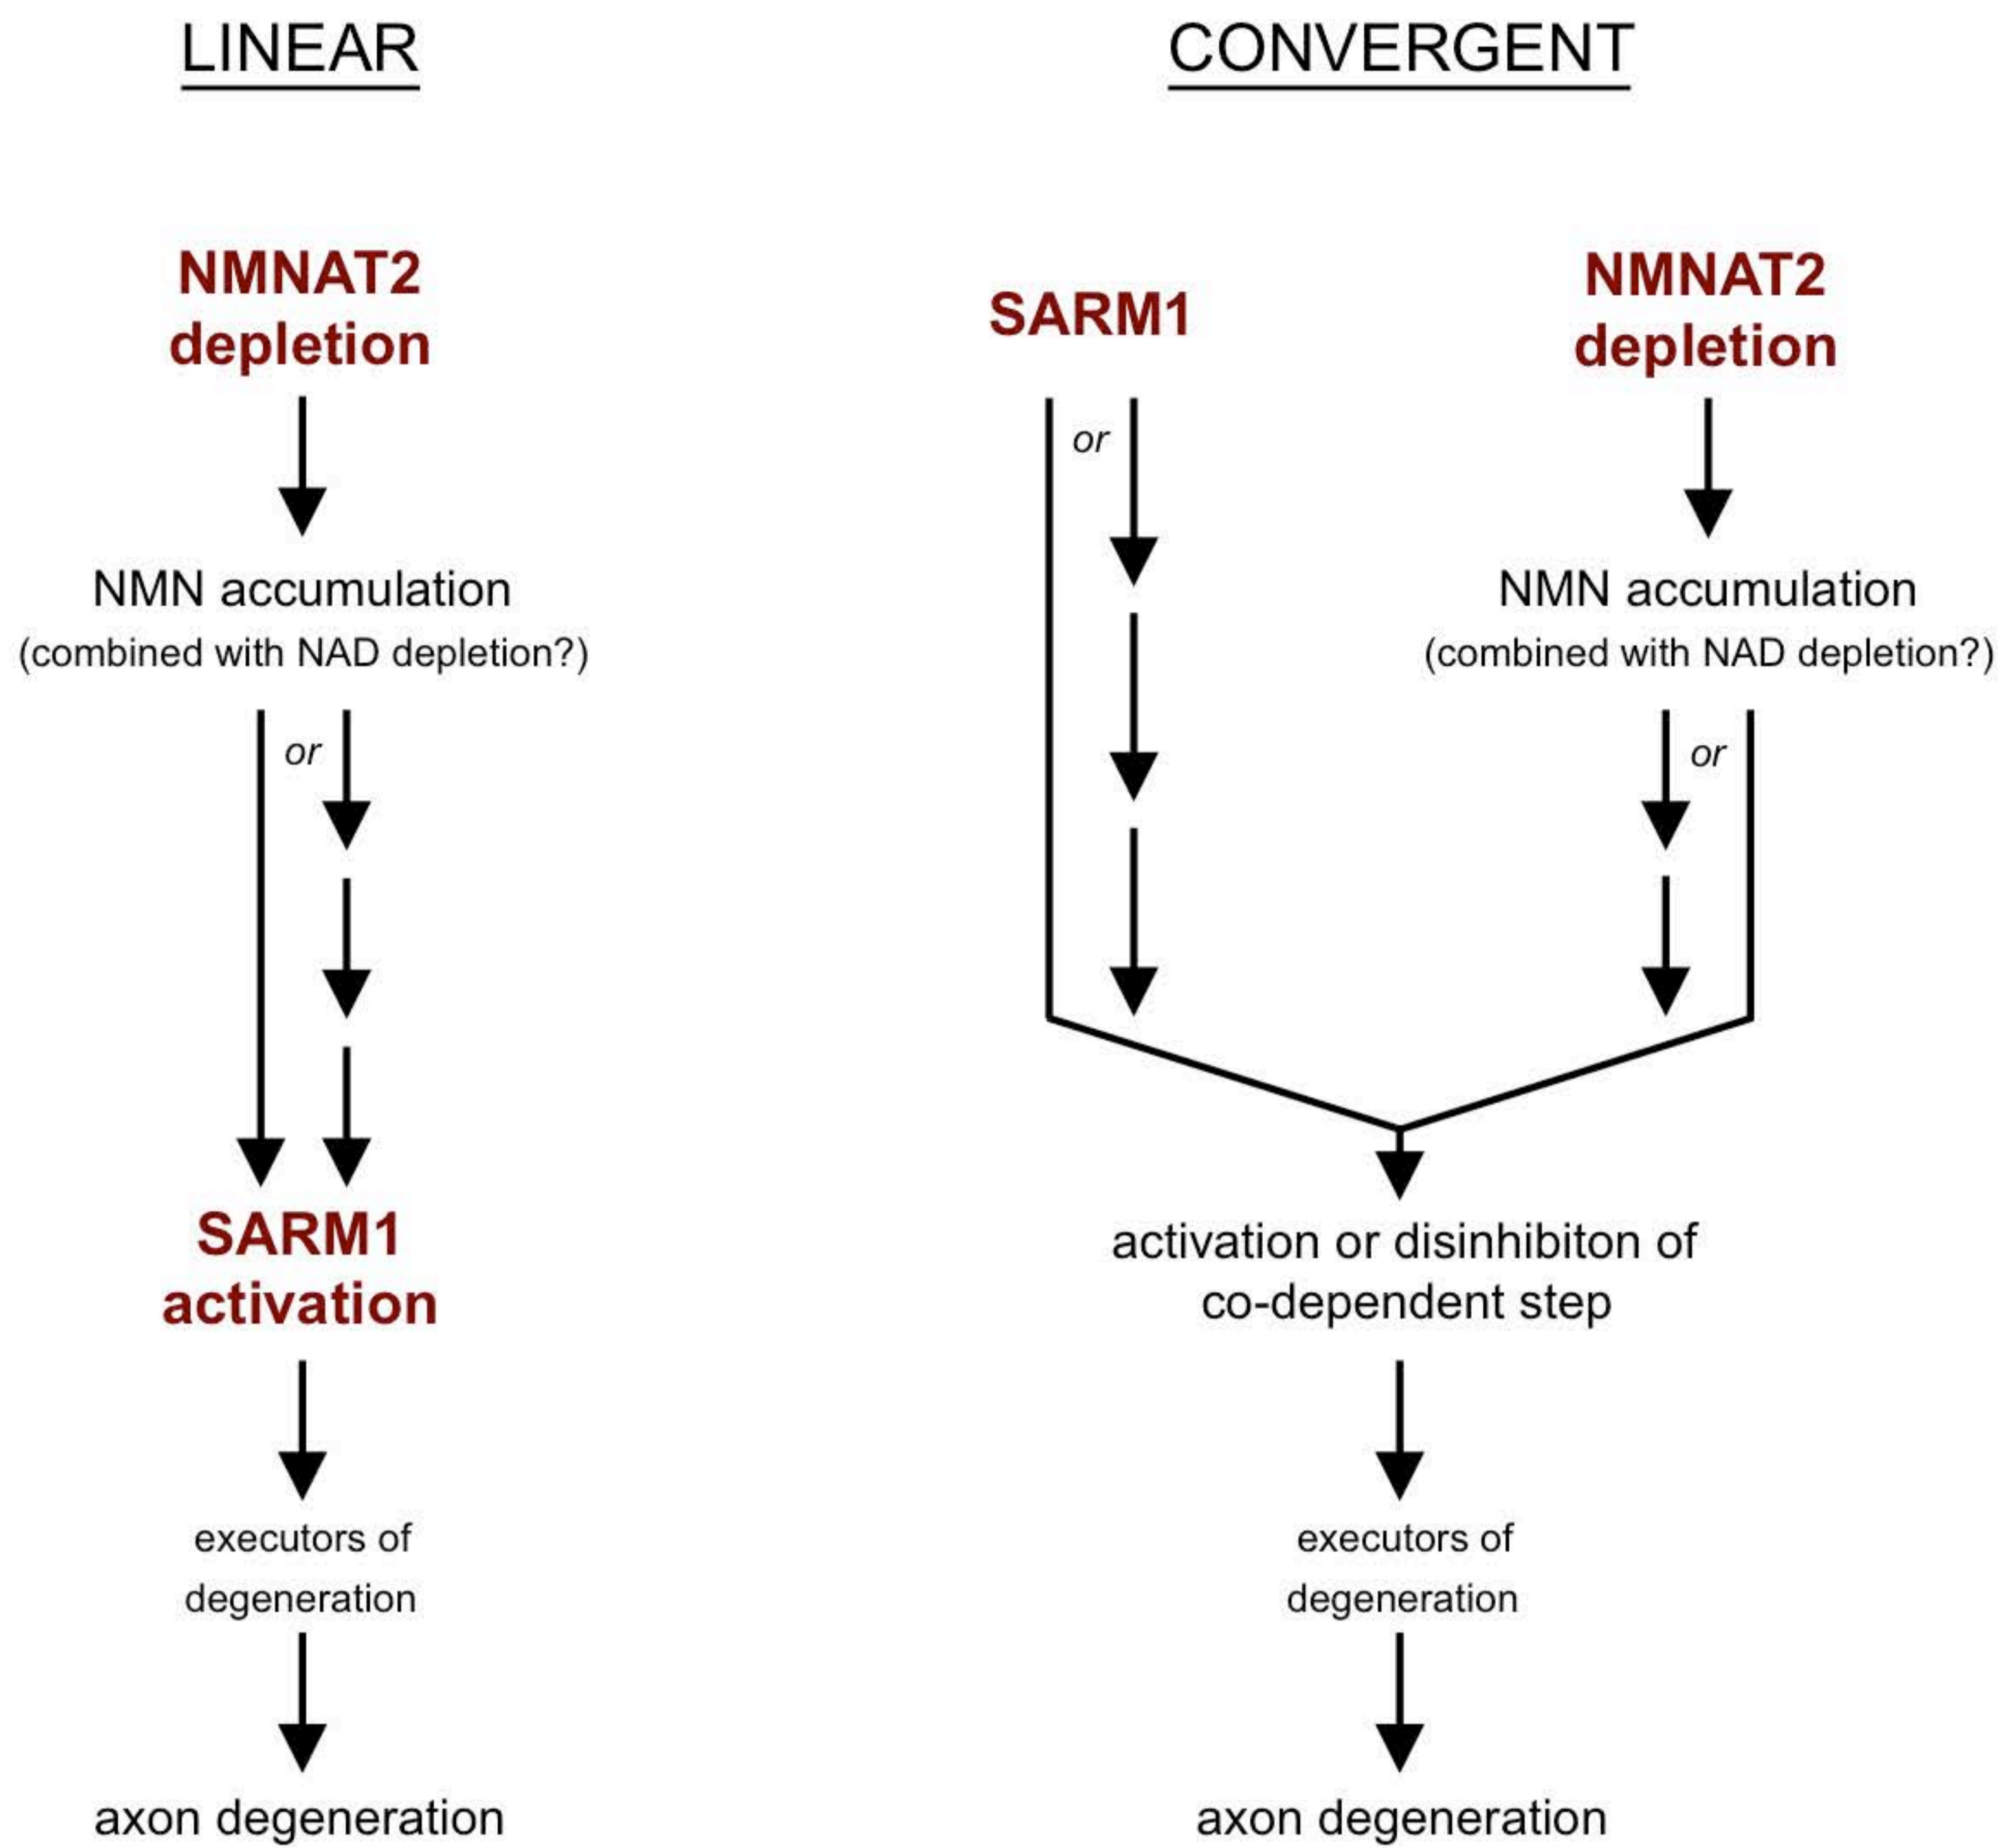 LINEAR
NMNAT2
depletion
NMN accumulation
(combined with NAD depletion?)
or
SARM1
activation
executors of
degeneration
axon degeneration
CONVERGENT
SARM1
or
NMNAT2
depletion
NMN accumulation
(combined with NAD depletion?)
or
activation or disinhibiton of
co-dependent step
executors of
degeneration
axon degeneration